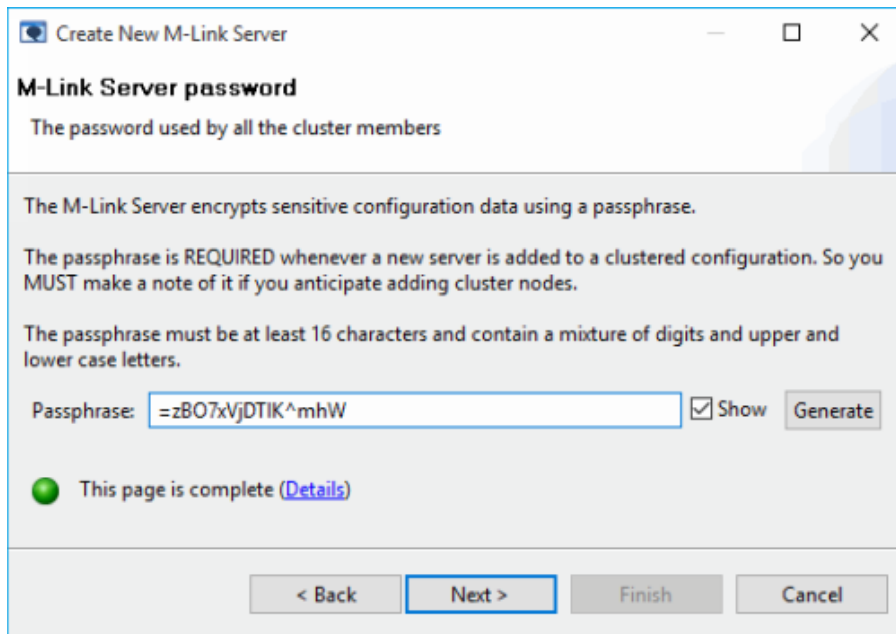 Create New M-Link Server
M-Link Server password
The password used by all the cluster members
The M-Link Server encrypts sensitive configuration data using a passphrase.
The passphrase is REQUIRED whenever a new server is added to a clustered configuration. So you
MUST make a note of it if you anticipate adding cluster nodes.
The passphrase must be at least 16 characters and contain a mixture of digits and upper and
lower case letters.
Passphrase: =zBO7xVjDTIK^mhW Show Generate
This page is complete (Details)
< Back Next > Finish Cancel